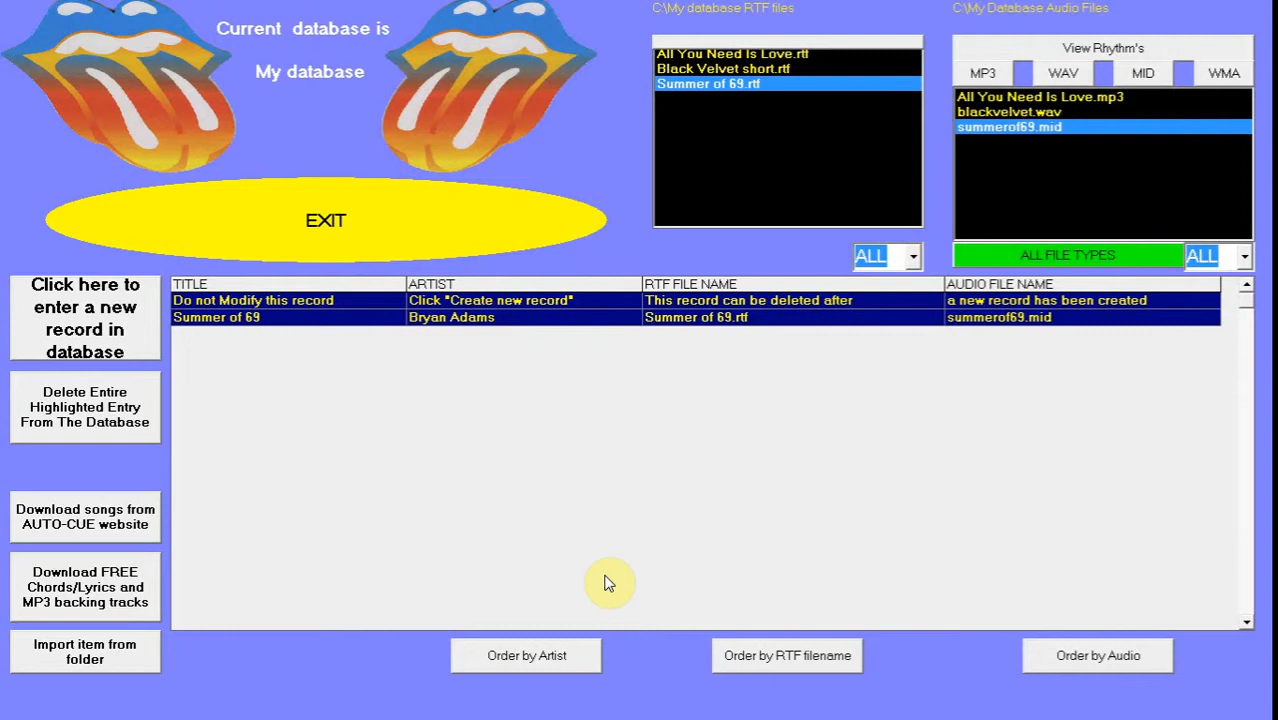 Current database is
My database
C:\My database RTF files
C:\My Database Audio Files
All You Need Is Love.rtf
Black Velvet short.rtf
Summer of 69.rtf
View Rhythm's
MP3
WAV
MID
WMA
All You Need Is Love.mp3
blackvelvet.wav
summerof69.mid
EXIT
ALL
ALL FILE TYPES
ALL
Click here to
enter a new
record in
database
Delete Entire
Highlighted Entry
From The Database
Download songs from
AUTO-CUE website
Download FREE
Chords/Lyrics and
MP3 backing tracks
Import item from
folder
TITLE ARTIST RTF FILE NAME AUDIO FILE NAME
Do not Modify this record Click "Create new record" This record can be deleted after a new record has been created
Summer of 69 Bryan Adams Summer of 69.rtf summerof69.mid
Order by Artist
Order by RTF filename
Order by Audio